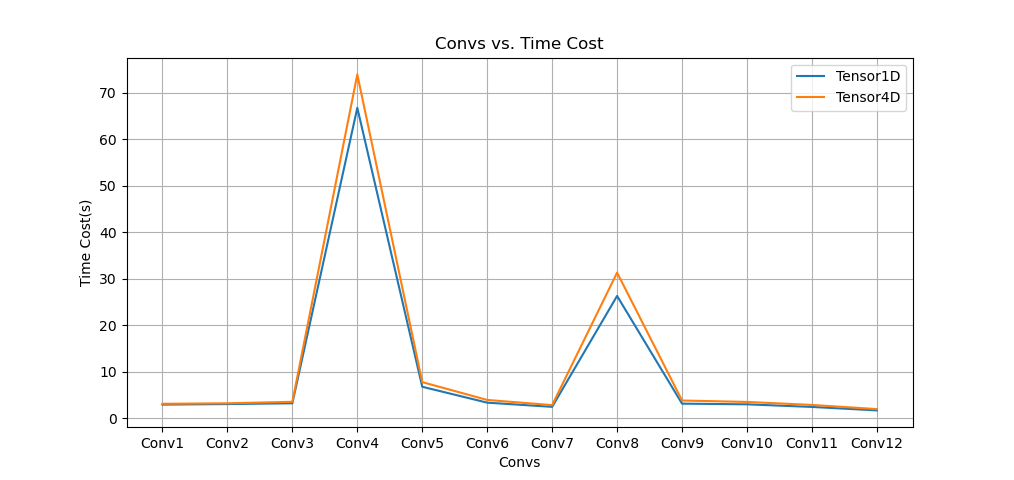 Convs vs. Time Cost
Tensor1D
Tensor4D
Time Cost(s)
70
60
50
40
30
20
10
0
Conv1 Conv2 Conv3 Conv4 Conv5 Conv6 Conv7 Conv8 Conv9 Conv10 Conv11 Conv12
Convs